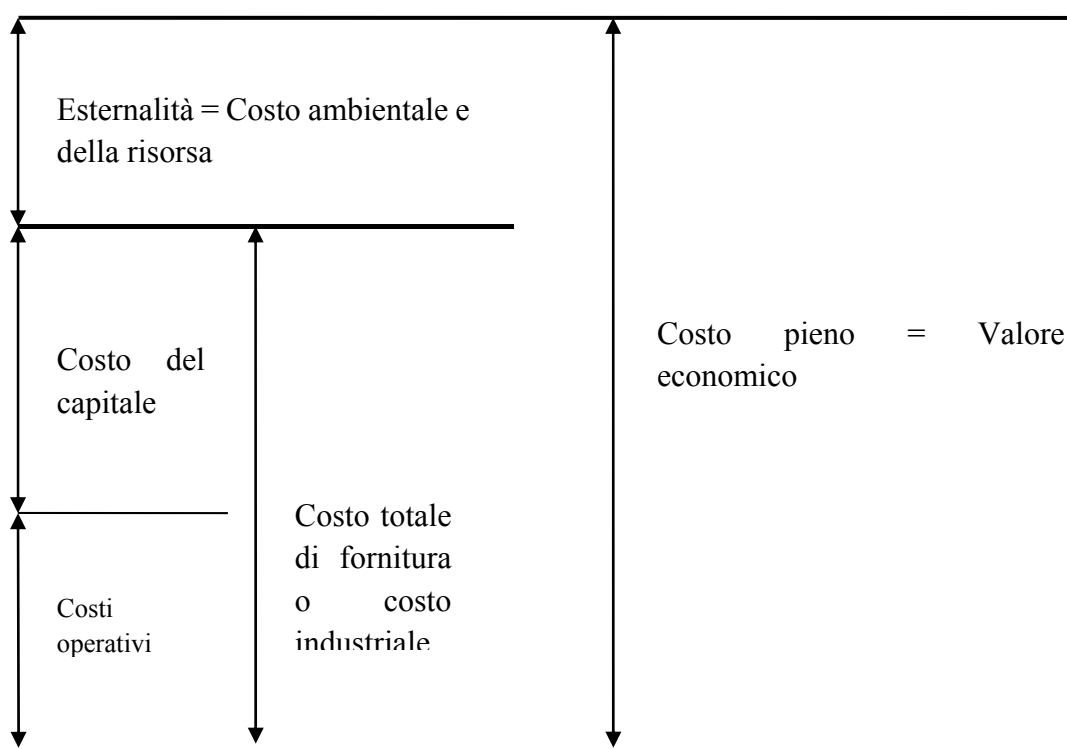 Esternalità = Costo ambientale e
della risorsa
Costo del
capitale
Costi
operativi
Costo totale
di fornitura
o costo
industriale
Costo pieno = Valore
economico